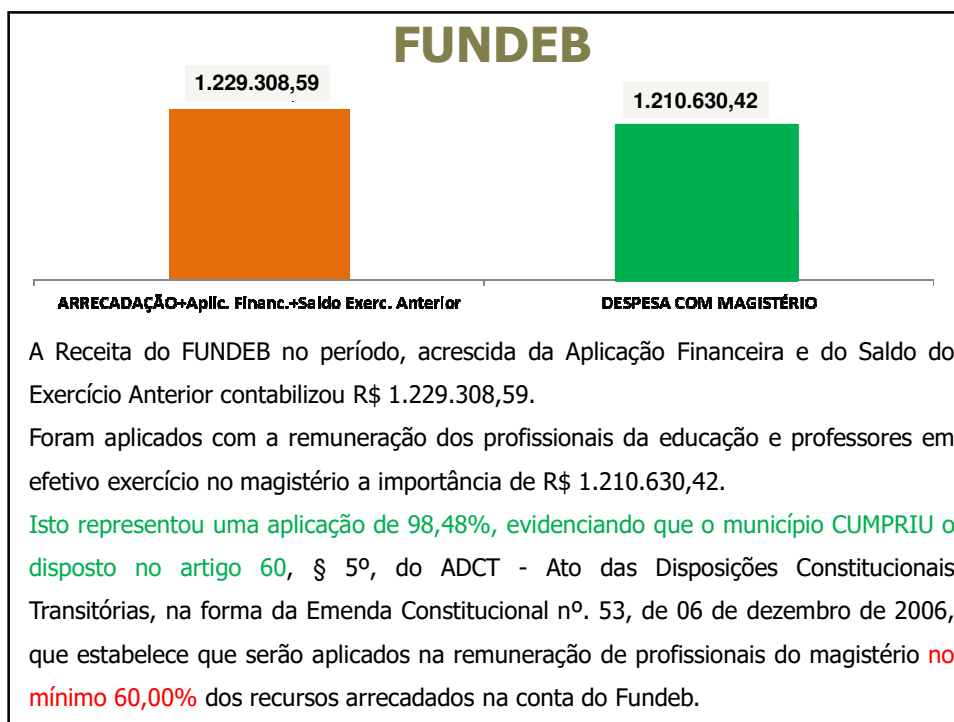 FUNDEB
1.229.308,59
1.210.630,42
ARRECADAÇÃO+Aplic. Financ.+Saldo Exerc. Anterior
DESPESA COM MAGISTÉRIO
A Receita do FUNDEB no período, acrescida da Aplicação Financeira e do Saldo do
Exercício Anterior contabilizou R$ 1.229.308,59.
Foram aplicados com a remuneração dos profissionais da educação e professores em
efetivo exercício no magistério a importância de R$ 1.210.630,42.
Isto representou uma aplicação de 98,48%, evidenciando que o município CUMPRIU o
disposto no artigo 60, § 5º, do ADCT - Ato das Disposições Constitucionais
Transitórias, na forma da Emenda Constitucional nº. 53, de 06 de dezembro de 2006,
que estabelece que serão aplicados na remuneração de profissionais do magistério no
mínimo 60,00% dos recursos arrecadados na conta do Fundeb.